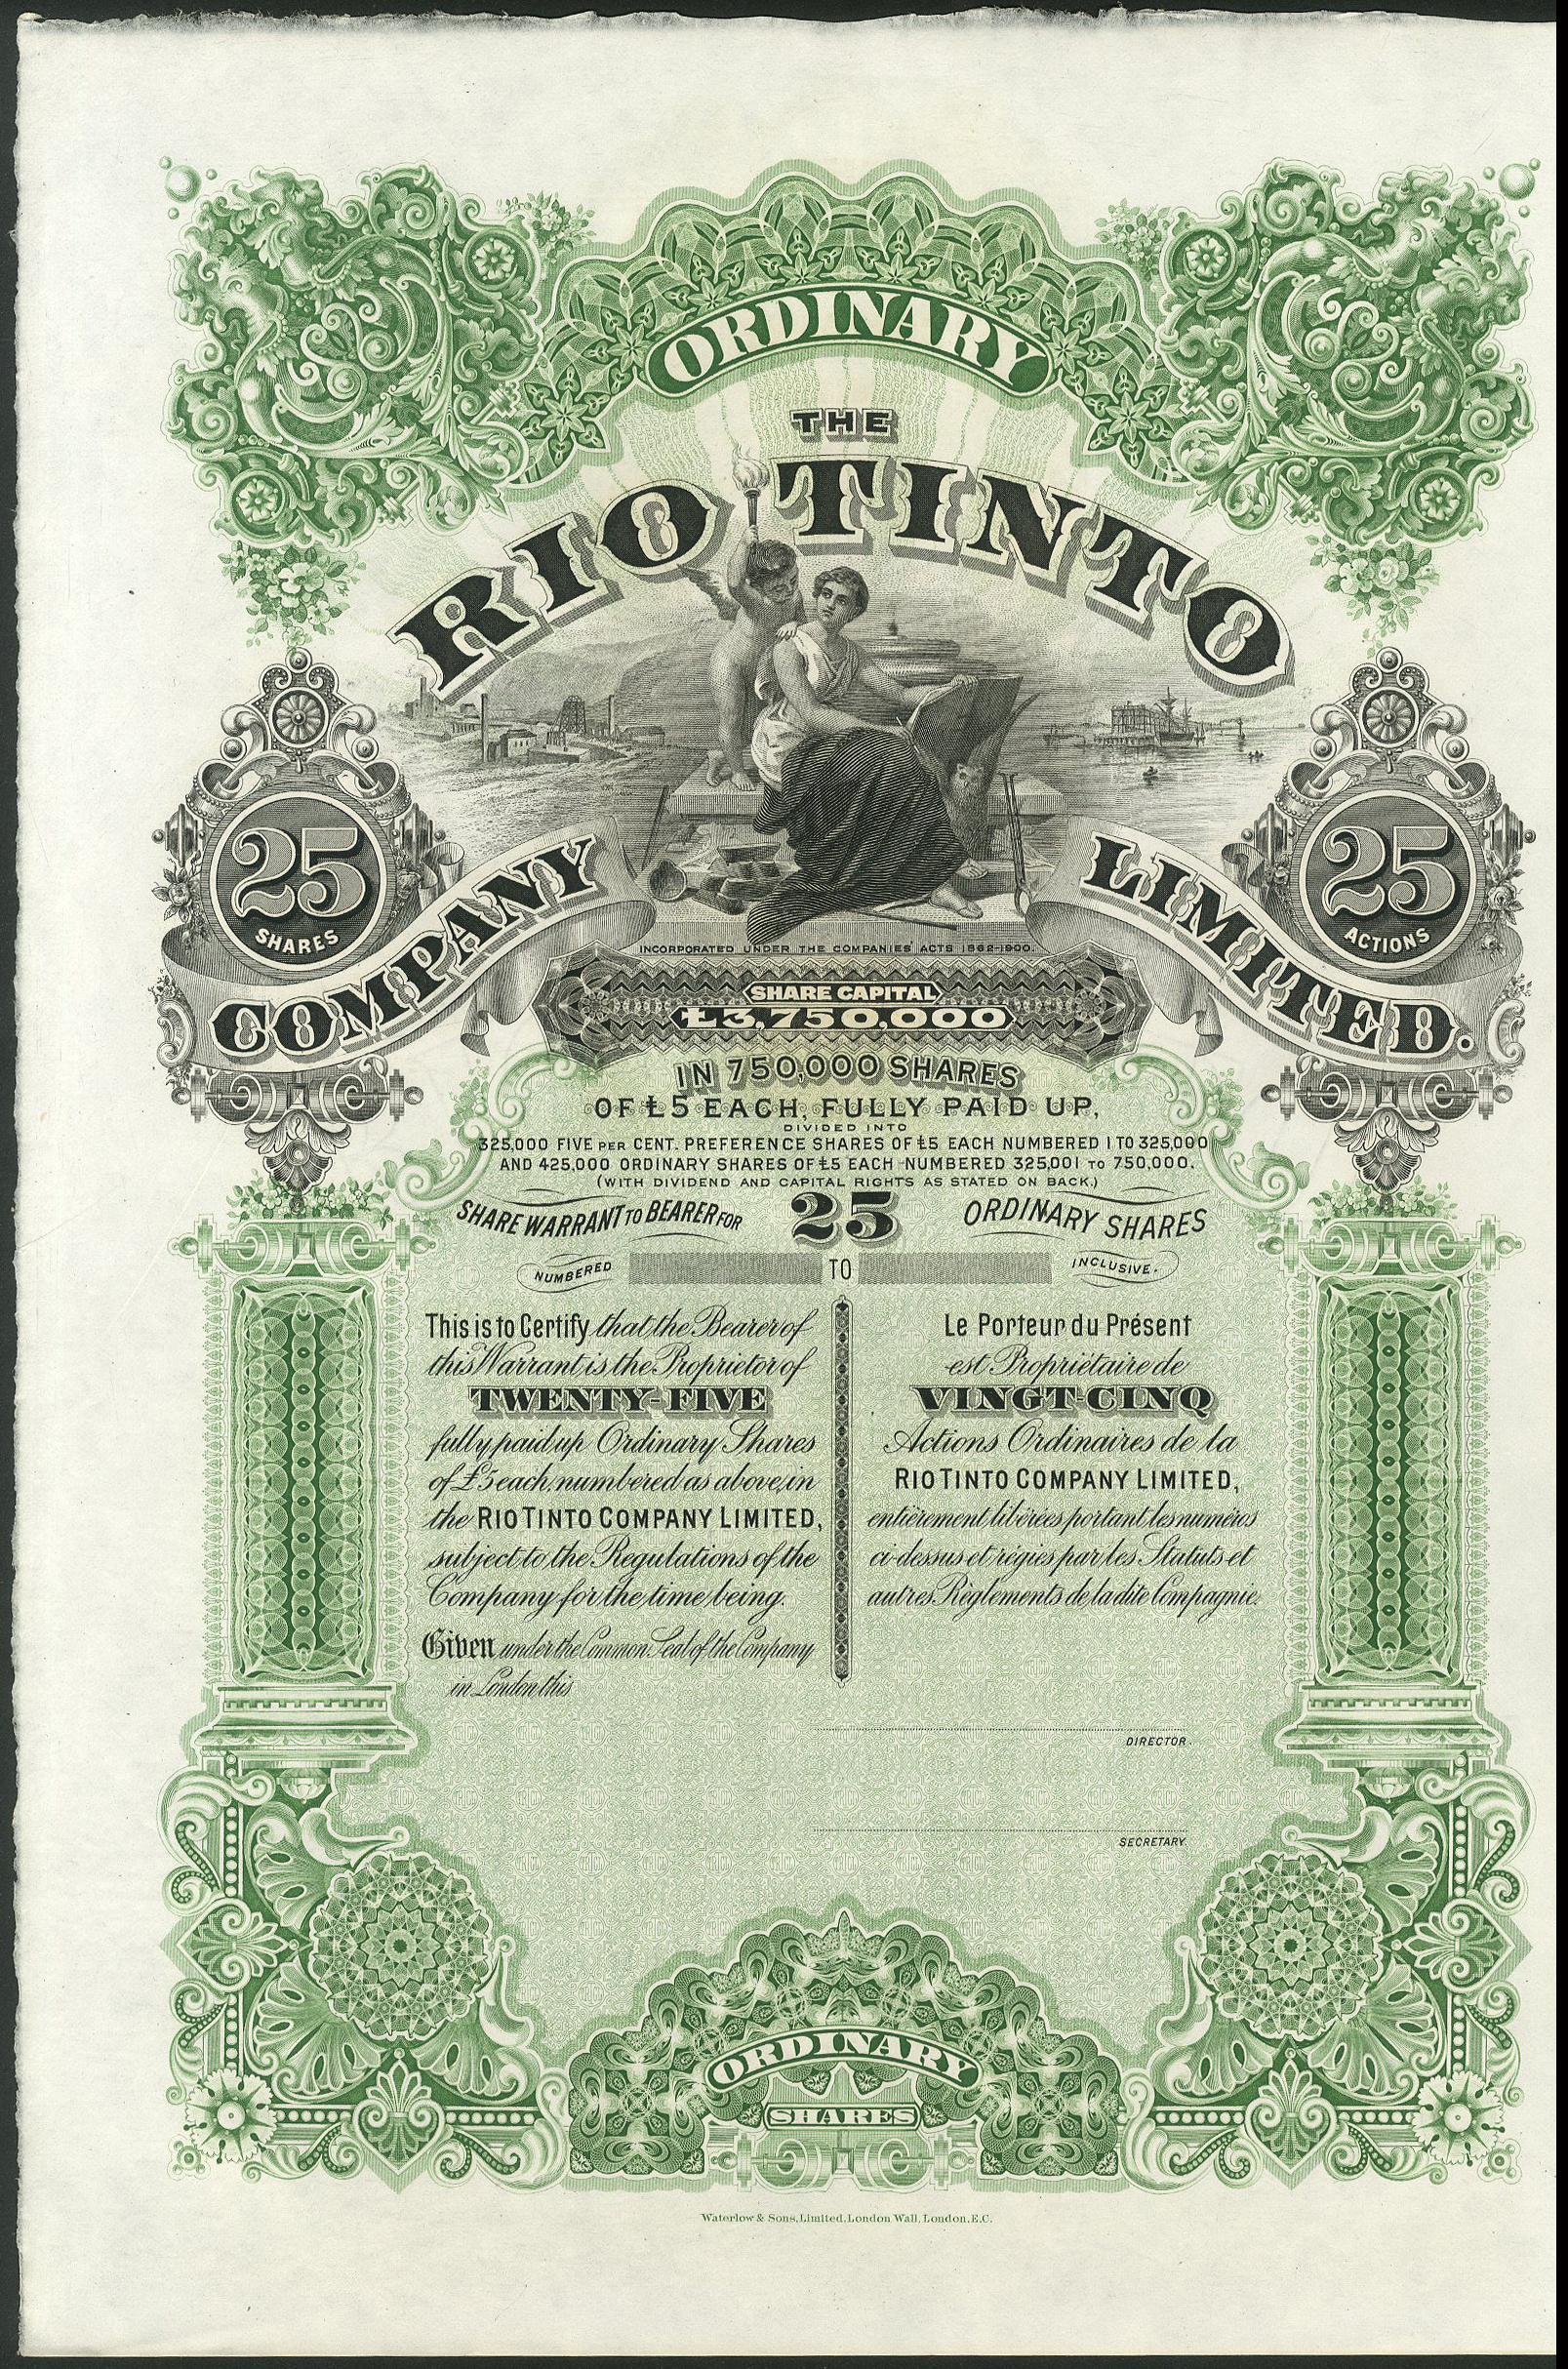 ORDINARY
THE
RIO TINTO
COMPANY LIMITED.
25
SHARES
25
ACTIONS
INCORPORATED UNDER THE COMPANIES' ACTS 1862-1900.
SHARE CAPITAL
£3,750,000
IN 750,000 SHARES
OF £5 EACH, FULLY PAID UP,
DIVIDED INTO
325,000 FIVE PER CENT. PREFERENCE SHARES OF £5 EACH NUMBERED 1 TO 325,000
AND 425,000 ORDINARY SHARES OF £5 EACH NUMBERED 325,001 TO 750,000.
(WITH DIVIDEND AND CAPITAL RIGHTS AS STATED ON BACK.)
SHARE WARRANT TO BEARER FOR 25 ORDINARY SHARES
NUMBERED TO INCLUSIVE.
This is to Certify that the Bearer of
this Warrant is the Proprietor of
TWENTY-FIVE
fully paid up Ordinary Shares
of £5 each, numbered as above, in
the RIO TINTO COMPANY LIMITED,
subject to the Regulations of the
Company for the time being.
Given under the Common Seal of the Company
in London this
Le Porteur du Présent
est Propriétaire de
VINGT-CINQ
Actions Ordinaires de la
RIO TINTO COMPANY LIMITED,
entièrement libérées portant les numéros
ci-dessus et régies par les Statuts et
autres Règlements de la dite Compagnie.
DIRECTOR.
SECRETARY.
ORDINARY
SHARES
Waterlow & Sons, Limited, London Wall, London, E.C.